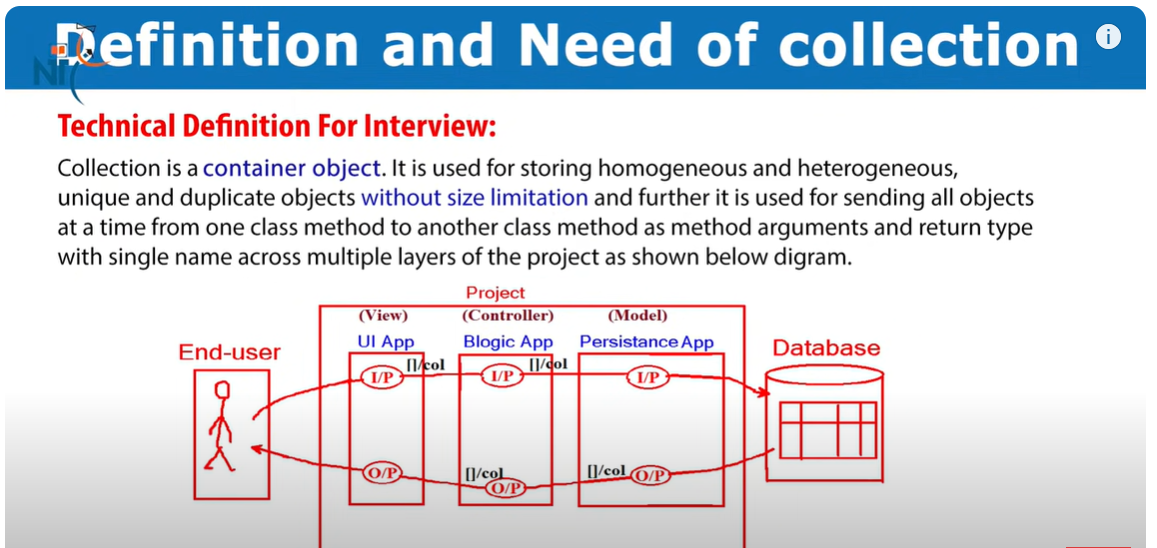 Definition and Need of collection
NTC
Technical Definition For Interview:
Collection is a container object. It is used for storing homogeneous and heterogeneous,
unique and duplicate objects without size limitation and further it is used for sending all objects
at a time from one class method to another class method as method arguments and return type
with single name across multiple layers of the project as shown below digram.
Project
(View) (Controller) (Model)
UI App Blogic App Persistance App
End-user
Database
[]/col []/col
I/P I/P I/P
O/P []/col O/P []/col O/P